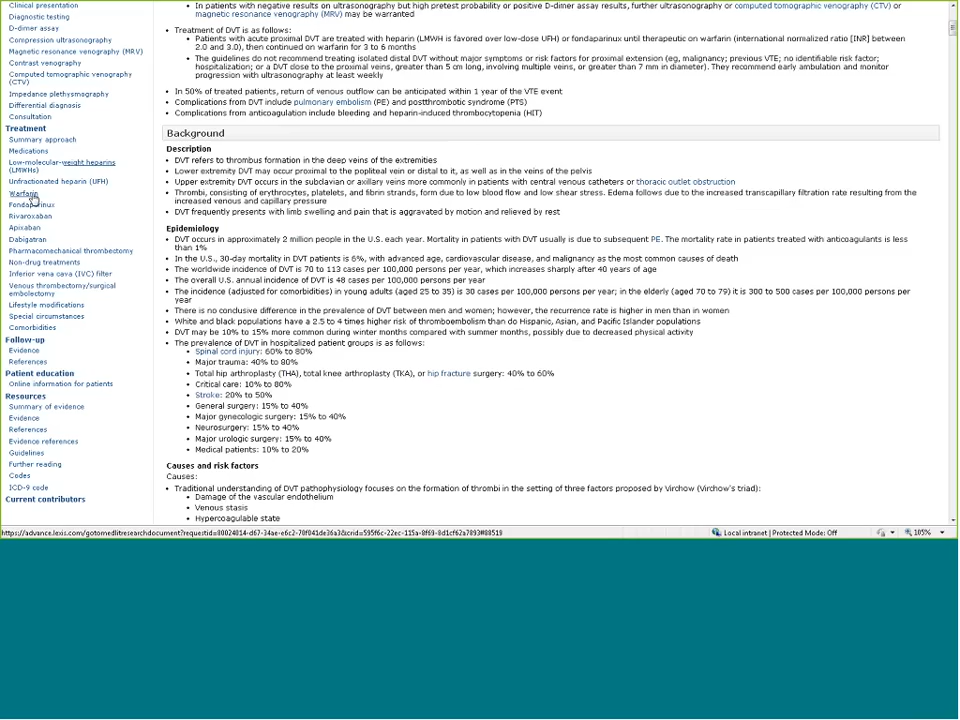 Clinical presentation
Diagnostic testing
D-dimer assay
Compression ultrasonography
Magnetic resonance venography (MRV)
Contrast venography
Computed tomographic venography
(CTV)
Impedance plethysmography
Differential diagnosis
Consultation
Treatment
Summary approach
Medications
Low-molecular-weight heparins
(LMWHs)
Unfractionated heparin (UFH)
Warfarin
Fondaparinux
Rivaroxaban
Apixaban
Dabigatran
Pharmacomechanical thrombectomy
Non-drug treatments
Inferior vena cava (IVC) filter
Venous thrombectomy/surgical
embolectomy
Lifestyle modifications
Special circumstances
Comorbidities
Follow-up
Evidence
References
Patient education
Online information for patients
Resources
Summary of evidence
Evidence
References
Evidence references
Guidelines
Further reading
Codes
ICD-9 code
Current contributors
• In patients with negative results on ultrasonography but high pretest probability or positive D-dimer assay results, further ultrasonography or computed tomographic venography (CTV) or
magnetic resonance venography (MRV) may be warranted
• Treatment of DVT is as follows:
• Patients with acute proximal DVT are treated with heparin (LMWH is favored over low-dose UFH) or fondaparinux until therapeutic on warfarin (international normalized ratio [INR] between
2.0 and 3.0), then continued on warfarin for 3 to 6 months
• The guidelines do not recommend treating isolated distal DVT without major symptoms or risk factors for proximal extension (eg, malignancy; previous VTE; no identifiable risk factor;
hospitalization; or a DVT close to the proximal veins, greater than 5 cm long, involving multiple veins, or greater than 7 mm in diameter). They recommend early ambulation and monitor
progression with ultrasonography at least weekly
• In 50% of treated patients, return of venous outflow can be anticipated within 1 year of the VTE event
• Complications from DVT include pulmonary embolism (PE) and postthrombotic syndrome (PTS)
• Complications from anticoagulation include bleeding and heparin-induced thrombocytopenia (HIT)
Background
Description
• DVT refers to thrombus formation in the deep veins of the extremities
• Lower extremity DVT may occur proximal to the popliteal vein or distal to it, as well as in the veins of the pelvis
• Upper extremity DVT occurs in the subclavian or axillary veins more commonly in patients with central venous catheters or thoracic outlet obstruction
• Thrombi, consisting of erythrocytes, platelets, and fibrin strands, form due to low blood flow and low shear stress. Edema follows due to the increased transcapillary filtration rate resulting from the
increased venous and capillary pressure
• DVT frequently presents with limb swelling and pain that is aggravated by motion and relieved by rest
Epidemiology
• DVT occurs in approximately 2 million people in the U.S. each year. Mortality in patients with DVT usually is due to subsequent PE. The mortality rate in patients treated with anticoagulants is less
than 1%
• In the U.S., 30-day mortality in DVT patients is 6%, with advanced age, cardiovascular disease, and malignancy as the most common causes of death
• The worldwide incidence of DVT is 70 to 113 cases per 100,000 persons per year, which increases sharply after 40 years of age
• The overall U.S. annual incidence of DVT is 48 cases per 100,000 persons per year
• The incidence (adjusted for comorbidities) in young adults (aged 25 to 35) is 30 cases per 100,000 persons per year; in the elderly (aged 70 to 79) it is 300 to 500 cases per 100,000 persons per
year
• There is no conclusive difference in the prevalence of DVT between men and women; however, the recurrence rate is higher in men than in women
• White and black populations have a 2.5 to 4 times higher risk of thromboembolism than do Hispanic, Asian, and Pacific Islander populations
• DVT may be 10% to 15% more common during winter months compared with summer months, possibly due to decreased physical activity
• The prevalence of DVT in hospitalized patient groups is as follows:
• Spinal cord injury: 60% to 80%
• Major trauma: 40% to 80%
• Total hip arthroplasty (THA), total knee arthroplasty (TKA), or hip fracture surgery: 40% to 60%
• Critical care: 10% to 80%
• Stroke: 20% to 50%
• General surgery: 15% to 40%
• Major gynecologic surgery: 15% to 40%
• Neurosurgery: 15% to 40%
• Major urologic surgery: 15% to 40%
• Medical patients: 10% to 20%
Causes and risk factors
Causes:
• Traditional understanding of DVT pathophysiology focuses on the formation of thrombi in the setting of three factors proposed by Virchow (Virchow's triad):
• Damage of the vascular endothelium
• Venous stasis
• Hypercoagulable state
Local intranet | Protected Mode: Off
105%